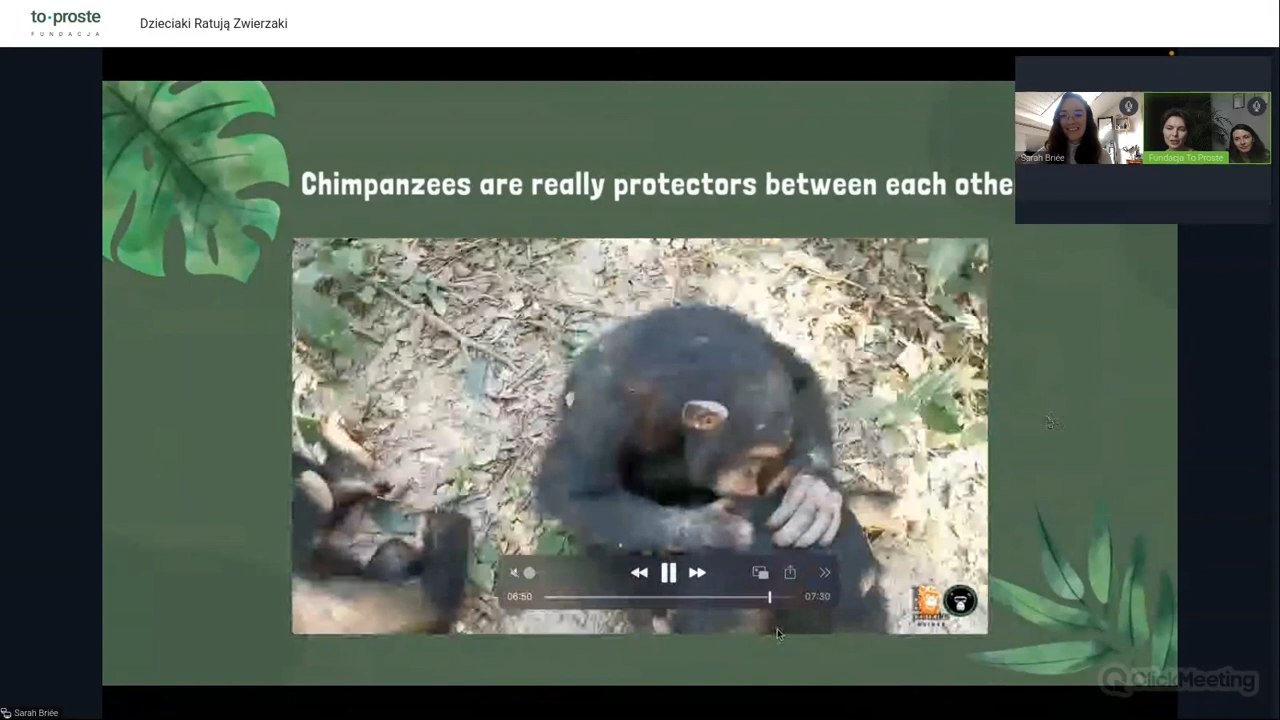 to·proste
FUNDACJA
Dzieciaki Ratują Zwierzaki
Chimpanzees are really protectors between each othe
Sarah Briée
Fundacja To Proste
06:50
07:30
ClickMeeting
Sarah Briée